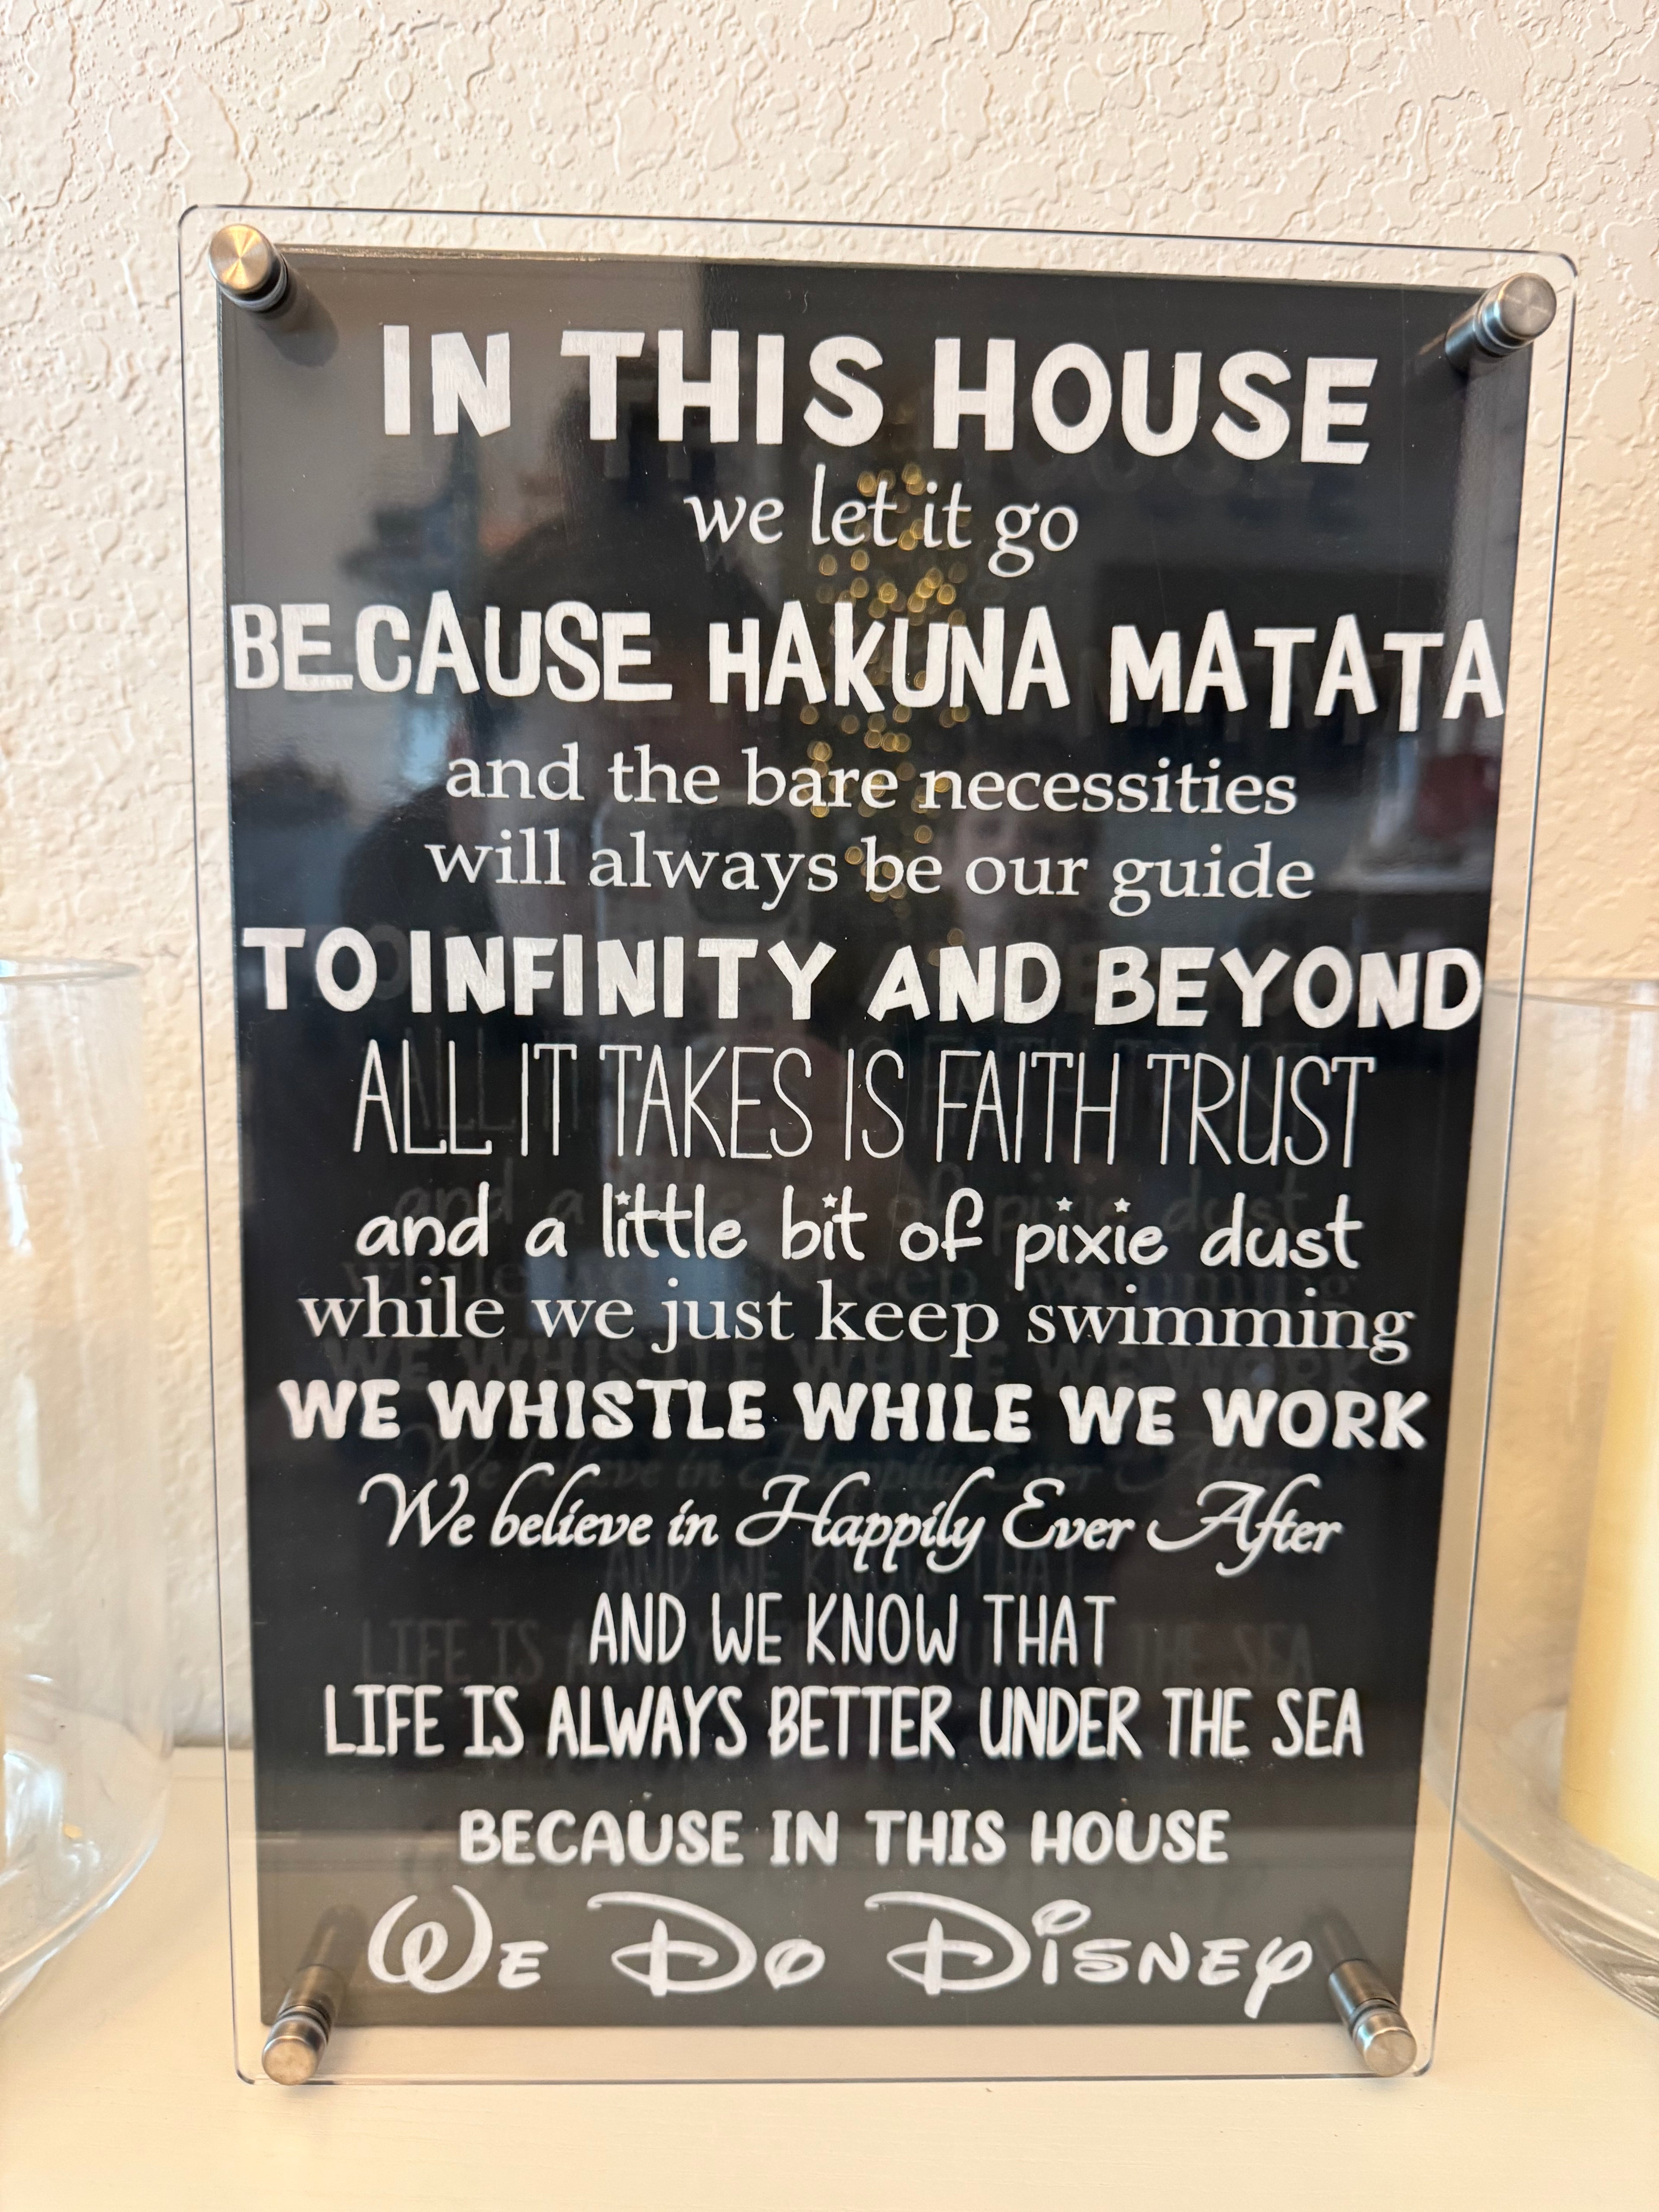 IN THIS HOUSE
we let it go
BECAUSE HAKUNA MATATA
and the bare necessities
will always be our guide
TO INFINITY AND BEYOND
ALL IT TAKES IS FAITH TRUST
and a little bit of pixie dust
while we just keep swimming
WE WHISTLE WHILE WE WORK
We believe in Happily Ever After
AND WE KNOW THAT
LIFE IS ALWAYS BETTER UNDER THE SEA
BECAUSE IN THIS HOUSE
WE DO DISNEY